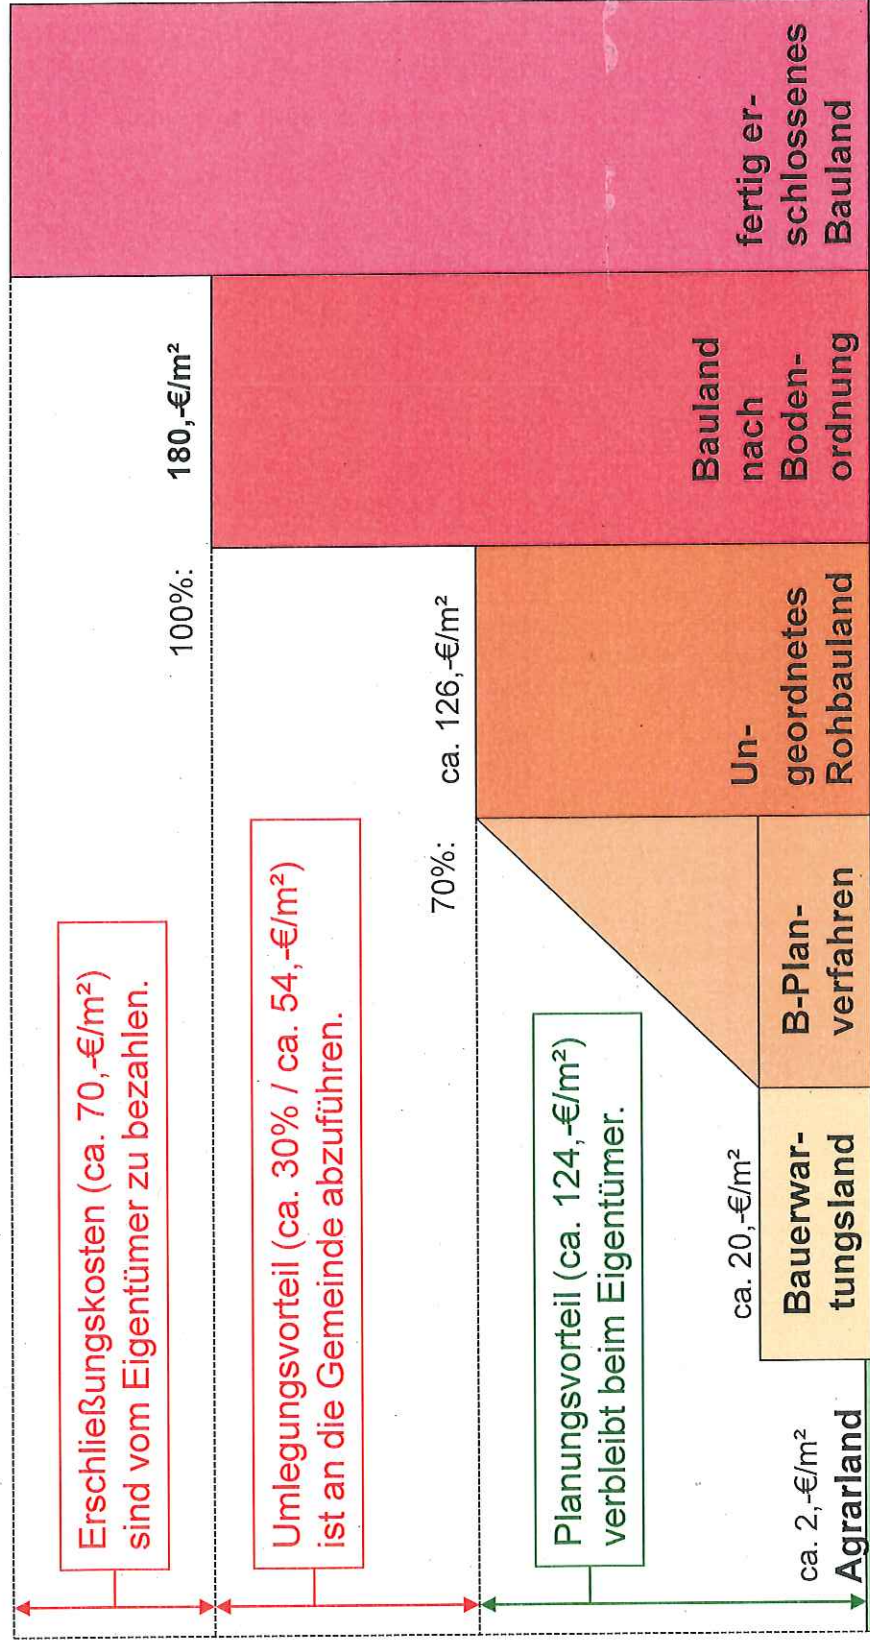 Erschließungskosten (ca. 70,-€/m²)
sind vom Eigentümer zu bezahlen.
100%:
180,-€/m²
Umlegungsvorteil (ca. 30% / ca. 54,-€/m²)
ist an die Gemeinde abzuführen.
70%:
ca. 126,-€/m²
Planungsvorteil (ca. 124,-€/m²)
verbleibt beim Eigentümer.
ca. 20,-€/m²
ca. 2,-€/m²
Agrarland
Bauerwar-
tungsland
B-Plan-
verfahren
Un-
geordnetes
Rohbauland
Bauland
nach
Boden-
ordnung
fertig er-
schlossenes
Bauland